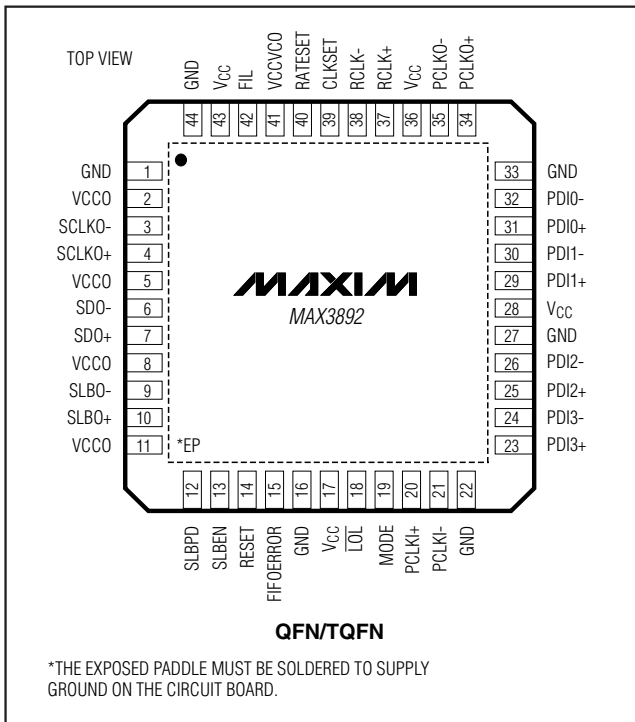 TOP VIEW
GND
VCC
FIL
VCCVCO
RATESET
CLKSET
RCLK-
RCLK+
VCC
PCLKO-
PCLKO+
44
43
42
41
40
39
38
37
36
35
34
GND 1
VCCO 2
SCLKO- 3
SCLKO+ 4
VCCO 5
SDO- 6
SDO+ 7
VCCO 8
SLBO- 9
SLBO+ 10
VCCO 11
33 GND
32 PDI0-
31 PDI0+
30 PDI1-
29 PDI1+
28 VCC
27 GND
26 PDI2-
25 PDI2+
24 PDI3-
23 PDI3+
MAXIM
MAX3892
*EP
12
13
14
15
16
17
18
19
20
21
22
SLBPD
SLBEN
RESET
FIFOERROR
GND
VCC
LOL
MODE
PCLKI+
PCLKI-
GND
QFN/TQFN
*THE EXPOSED PADDLE MUST BE SOLDERED TO SUPPLY
GROUND ON THE CIRCUIT BOARD.